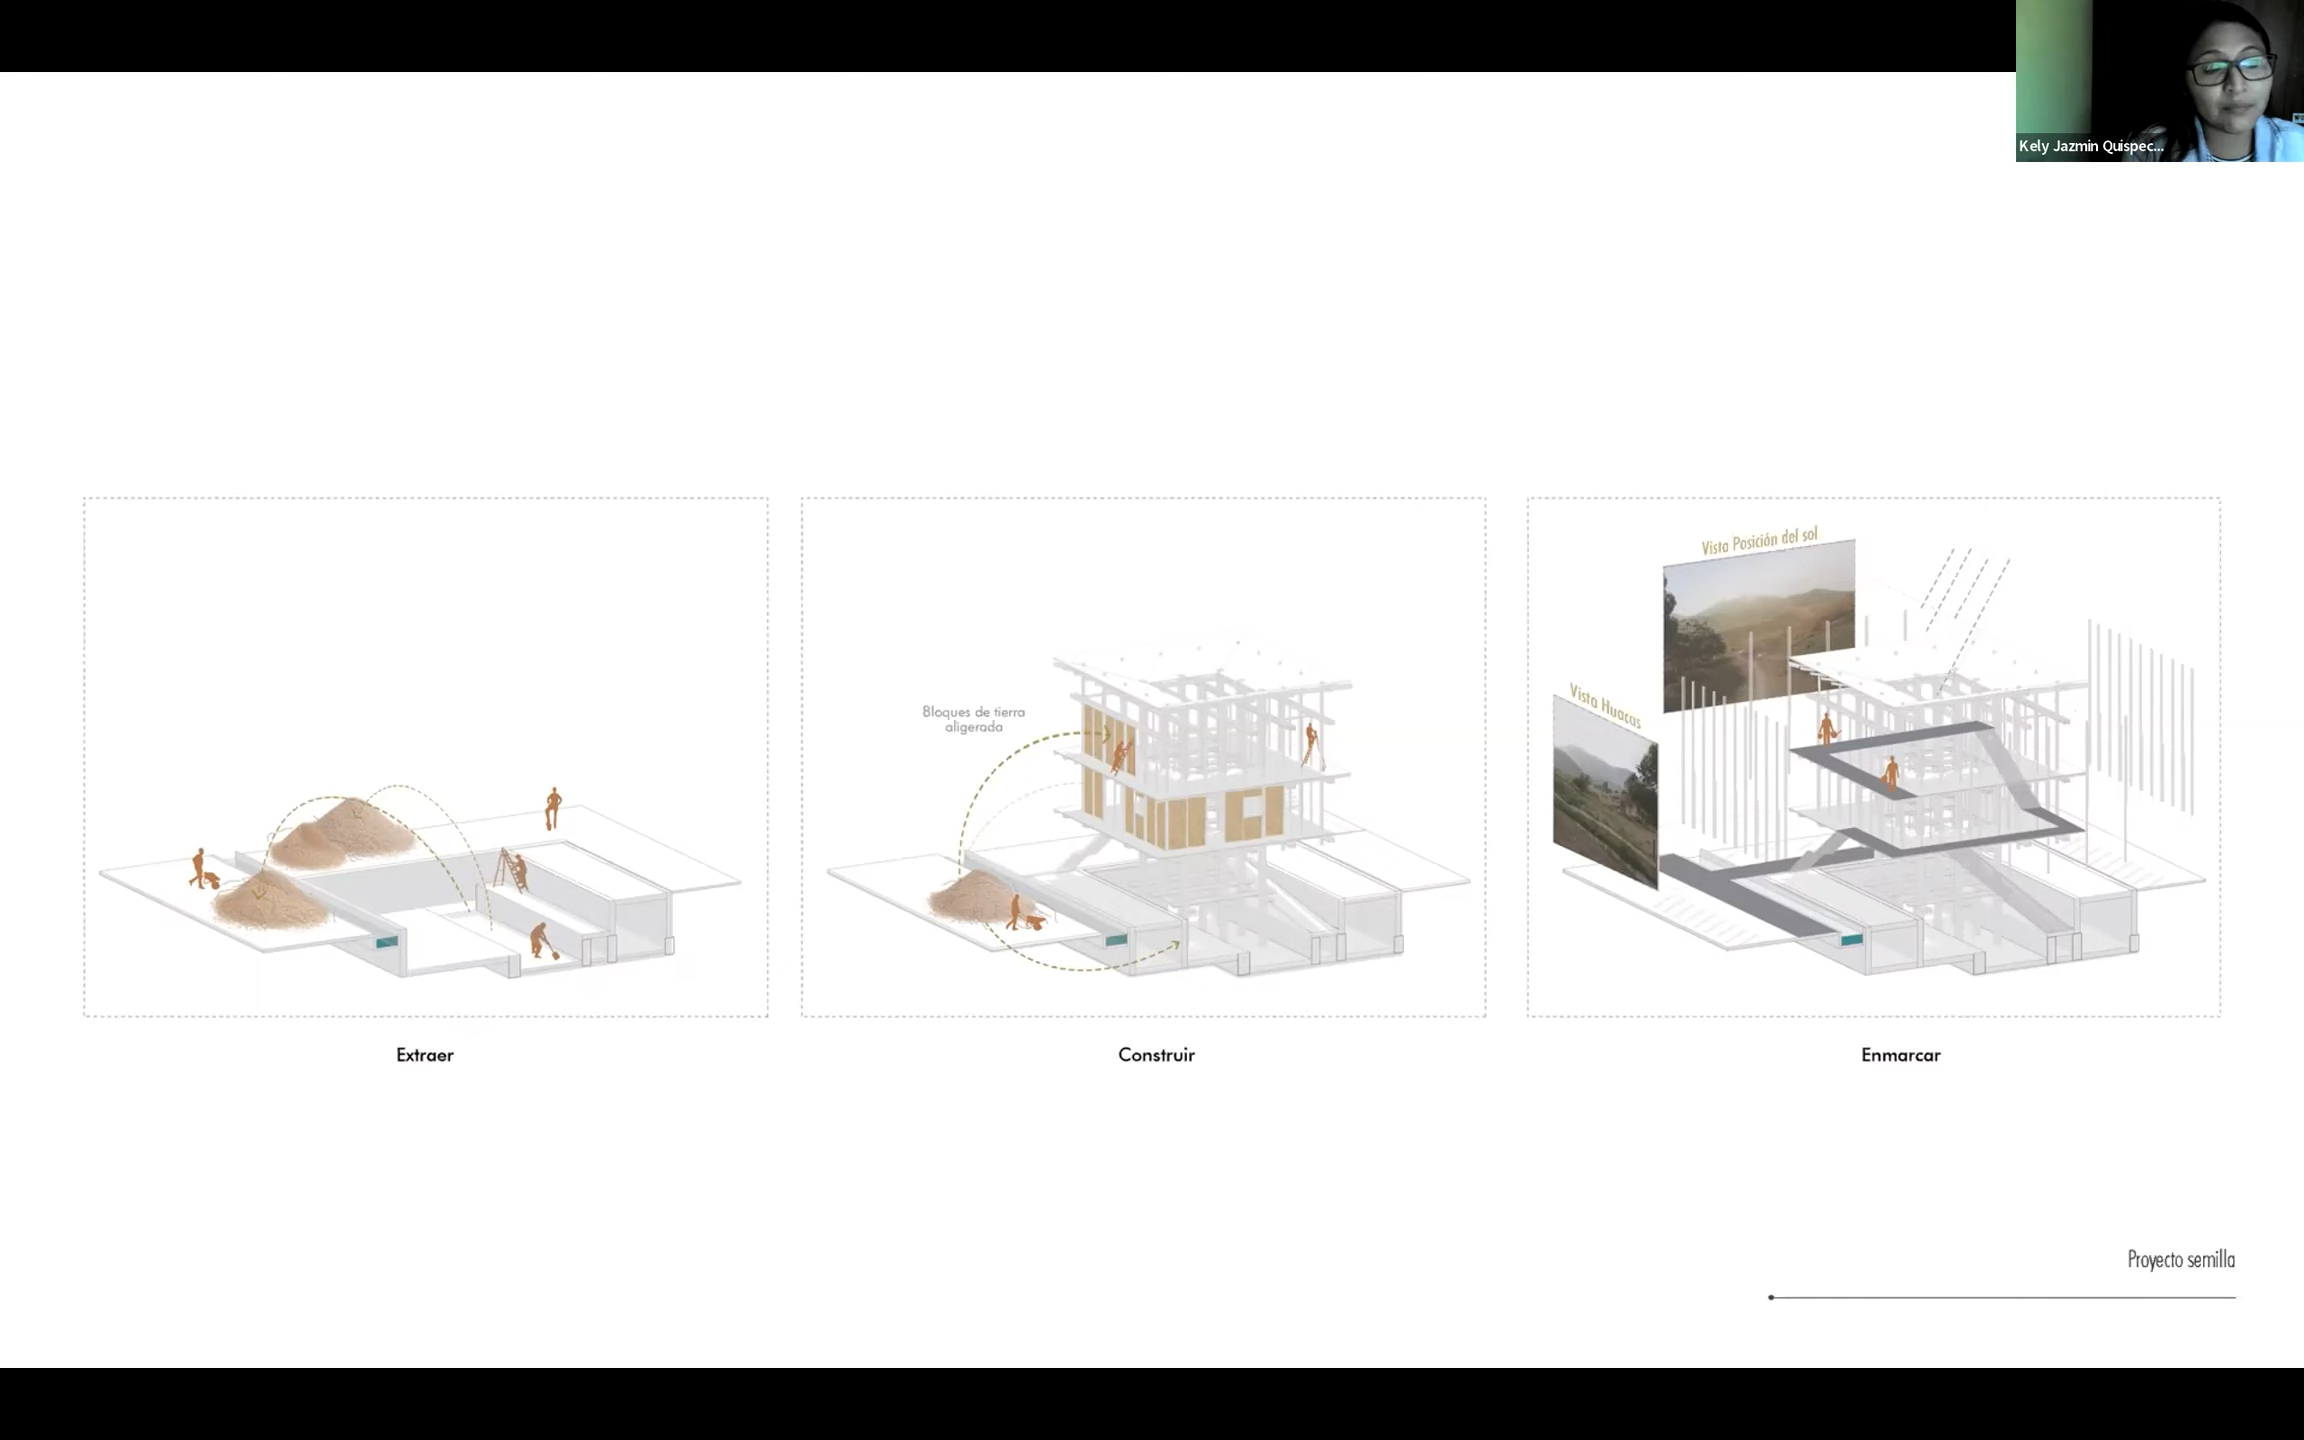 Kely Jazmin Quispec...
Vista Posición del sol
Vista Huacas
Bloques de tierra
aligerada
Extraer
Construir
Enmarcar
Proyecto semilla